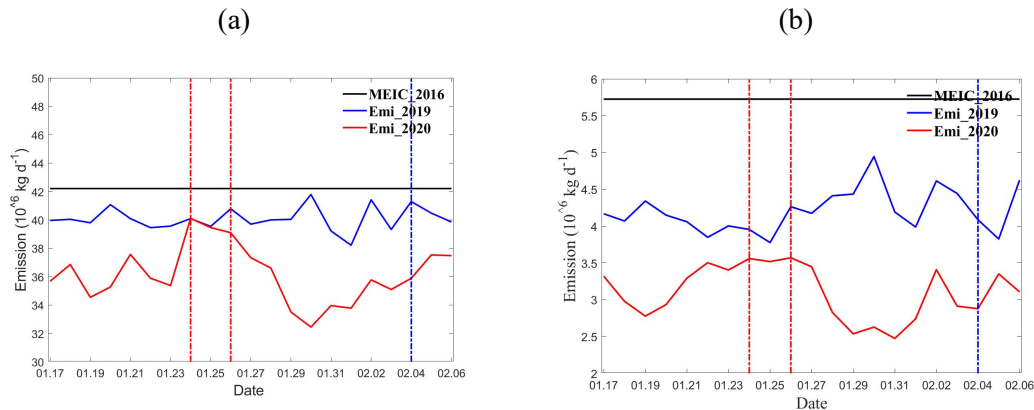 (a)
(b)
50
48
46
44
42
40
38
36
34
32
30
Emission (10^6 kg d-1)
MEIC_2016
Emi_2019
Emi_2020
01.17 01.19 01.21 01.23 01.25 01.27 01.29 01.31 02.02 02.04 02.06
Date
6
5.5
5
4.5
4
3.5
3
2.5
2
Emission (10^6 kg d-1)
MEIC_2016
Emi_2019
Emi_2020
01.17 01.19 01.21 01.23 01.25 01.27 01.29 01.31 02.02 02.04 02.06
Date